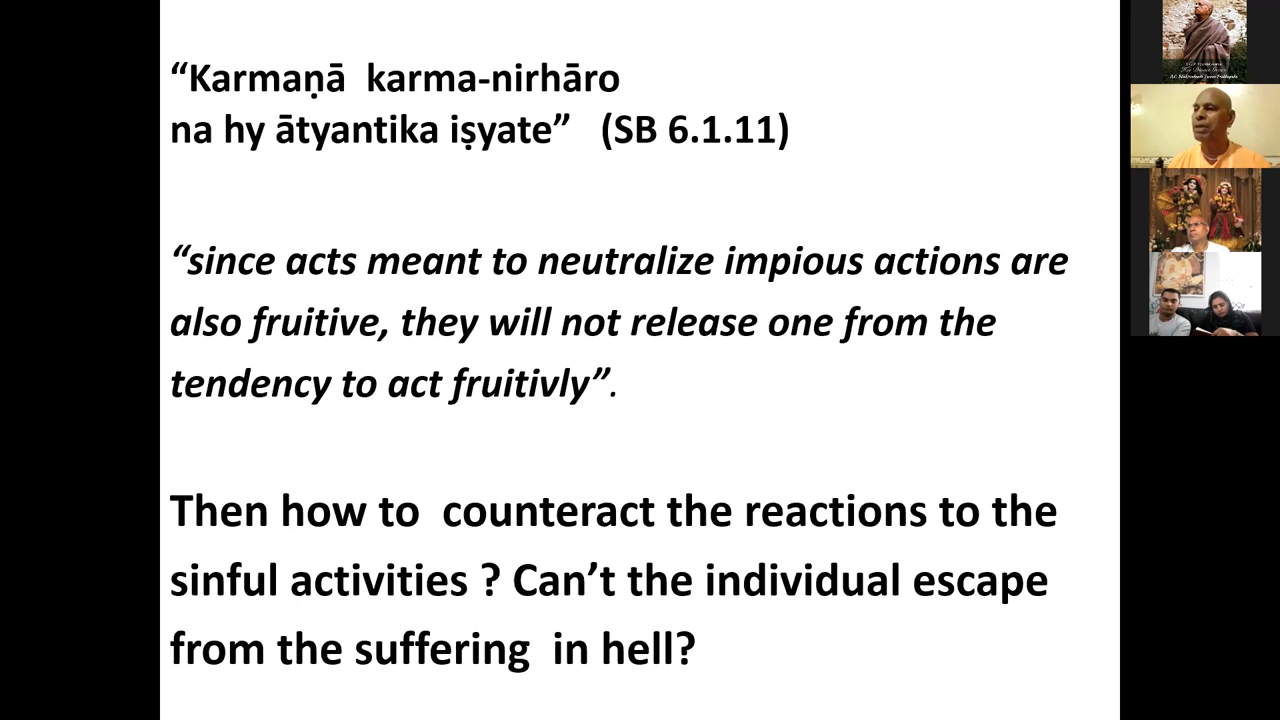 “Karmaṇā  karma-nirhāro
na hy ātyantika iṣyate”   (SB 6.1.11)
“since acts meant to neutralize impious actions are
also fruitive, they will not release one from the
tendency to act fruitivly”.
Then how to  counteract the reactions to the
sinful activities ? Can’t the individual escape
from the suffering  in hell?